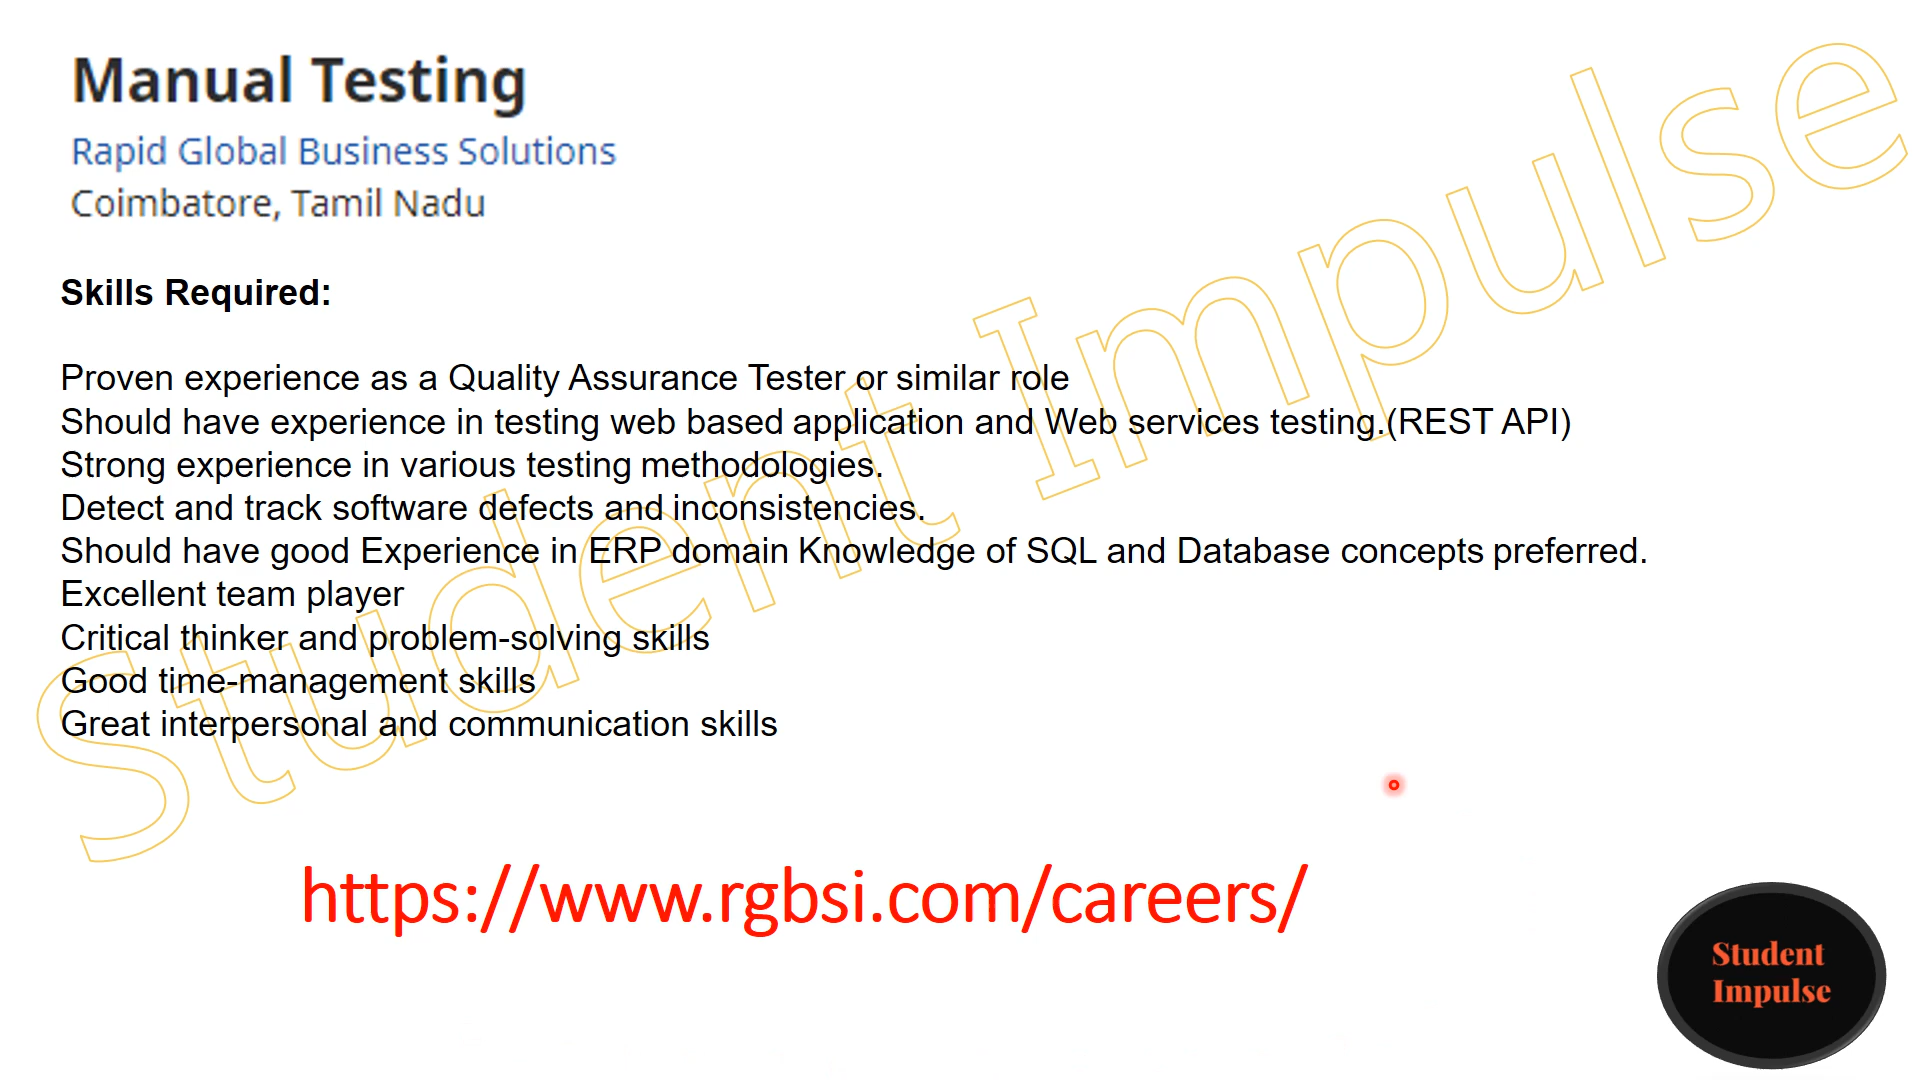 Manual Testing
Rapid Global Business Solutions
Coimbatore, Tamil Nadu
Skills Required:
Proven experience as a Quality Assurance Tester or similar role
Should have experience in testing web based application and Web services testing.(REST API)
Strong experience in various testing methodologies.
Detect and track software defects and inconsistencies.
Should have good Experience in ERP domain Knowledge of SQL and Database concepts preferred.
Excellent team player
Critical thinker and problem-solving skills
Good time-management skills
Great interpersonal and communication skills
https://www.rgbsi.com/careers/
Student Impulse
Student
Impulse